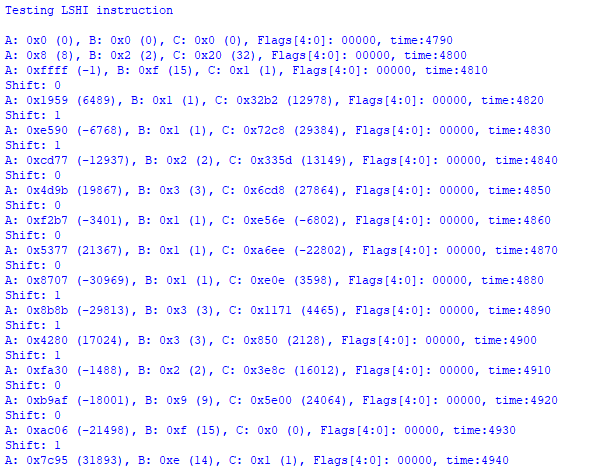 Testing LSHI instruction
A: 0x0 (0), B: 0x0 (0), C: 0x0 (0), Flags[4:0]: 00000, time:4790
A: 0x8 (8), B: 0x2 (2), C: 0x20 (32), Flags[4:0]: 00000, time:4800
A: 0xffff (-1), B: 0xf (15), C: 0x1 (1), Flags[4:0]: 00000, time:4810
Shift: 0
A: 0x1959 (6489), B: 0x1 (1), C: 0x32b2 (12978), Flags[4:0]: 00000, time:4820
Shift: 1
A: 0xe590 (-6768), B: 0x1 (1), C: 0x72c8 (29384), Flags[4:0]: 00000, time:4830
Shift: 1
A: 0xcd77 (-12937), B: 0x2 (2), C: 0x335d (13149), Flags[4:0]: 00000, time:4840
Shift: 0
A: 0x4d9b (19867), B: 0x3 (3), C: 0x6cd8 (27864), Flags[4:0]: 00000, time:4850
Shift: 0
A: 0xf2b7 (-3401), B: 0x1 (1), C: 0xe56e (-6802), Flags[4:0]: 00000, time:4860
Shift: 0
A: 0x5377 (21367), B: 0x1 (1), C: 0xa6ee (-22802), Flags[4:0]: 00000, time:4870
Shift: 0
A: 0x8707 (-30969), B: 0x1 (1), C: 0xe0e (3598), Flags[4:0]: 00000, time:4880
Shift: 1
A: 0x8b8b (-29813), B: 0x3 (3), C: 0x1171 (4465), Flags[4:0]: 00000, time:4890
Shift: 1
A: 0x4280 (17024), B: 0x3 (3), C: 0x850 (2128), Flags[4:0]: 00000, time:4900
Shift: 1
A: 0xfa30 (-1488), B: 0x2 (2), C: 0x3e8c (16012), Flags[4:0]: 00000, time:4910
Shift: 0
A: 0xb9af (-18001), B: 0x9 (9), C: 0x5e00 (24064), Flags[4:0]: 00000, time:4920
Shift: 0
A: 0xac06 (-21498), B: 0xf (15), C: 0x0 (0), Flags[4:0]: 00000, time:4930
Shift: 1
A: 0x7c95 (31893), B: 0xe (14), C: 0x1 (1), Flags[4:0]: 00000, time:4940